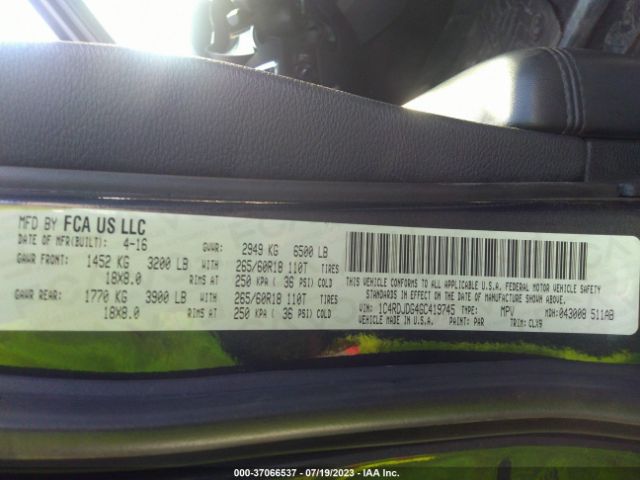 MFD BY FCA US LLC
DATE OF MFR(BUILT): 4-16 GVWR: 2949 KG 6500 LB
GAWR FRONT: 1452 KG 3200 LB WITH 265/60R18 110T TIRES
18X8.0 RIMS AT 250 KPA ( 36 PSI) COLD
GAWR REAR: 1770 KG 3900 LB WITH 265/60R18 110T TIRES
18X8.0 RIMS AT 250 KPA ( 36 PSI) COLD
THIS VEHICLE CONFORMS TO ALL APPLICABLE U.S.A. FEDERAL MOTOR VEHICLE SAFETY
STANDARDS IN EFFECT ON THE DATE OF MANUFACTURE SHOWN ABOVE.
VIN: 1C4RDJDG4GC419745 TYPE: MPV MDH:043008 511AB
VEHICLE MADE IN U.S.A. PAINT: PAR TRIM: CLX9
000-37066537 - 07/19/2023 - IAAI.COM - COPART